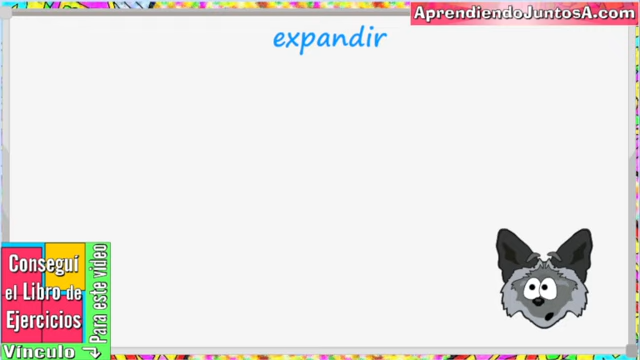 AprendiendoJuntosA.com
expandir
Conseguí
el Libro de
Ejercicios
Vínculo
Para este video